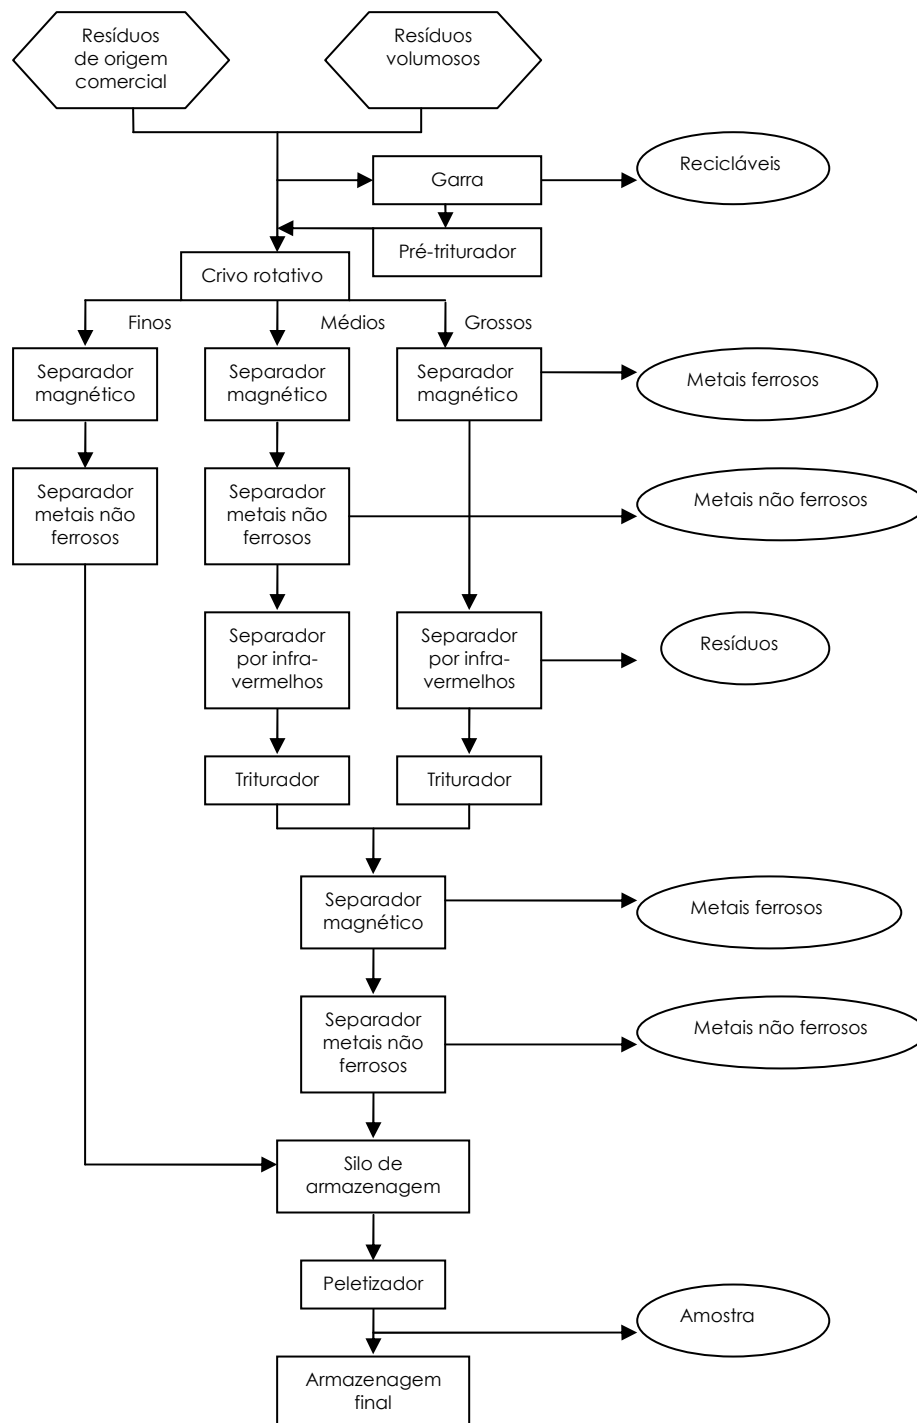 Resíduos
de origem
comercial
Resíduos
volumosos
Garra
Recicláveis
Pré-triturador
Crivo rotativo
Finos
Médios
Grossos
Separador
magnético
Separador
magnético
Separador
magnético
Metais ferrosos
Separador
metais não
ferrosos
Separador
metais não
ferrosos
Metais não ferrosos
Separador
por infra-
vermelhos
Separador
por infra-
vermelhos
Resíduos
Triturador
Triturador
Separador
magnético
Metais ferrosos
Separador
metais não
ferrosos
Metais não ferrosos
Silo de
armazenagem
Peletizador
Amostra
Armazenagem
final